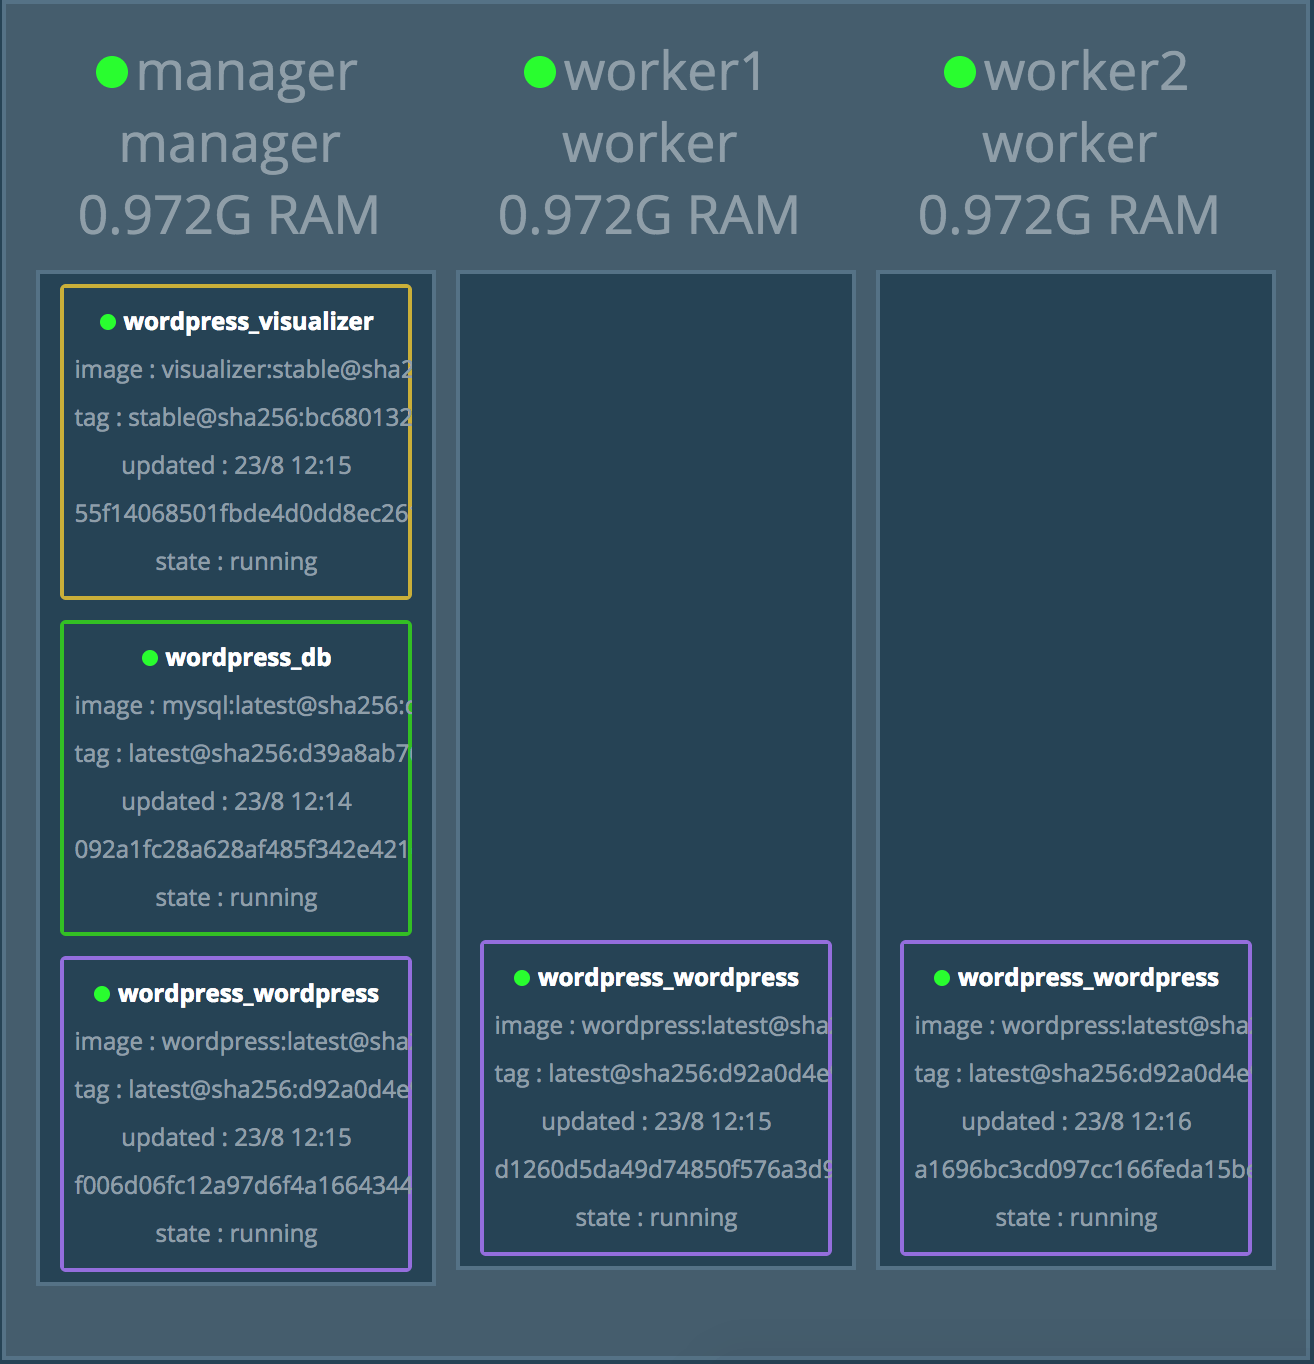 manager
manager
0.972G RAM
wordpress_visualizer
image : visualizer:stable@sha2
tag : stable@sha256:bc680132
updated : 23/8 12:15
55f14068501fbde4d0dd8ec26
state : running
wordpress_db
image : mysql:latest@sha256:
tag : latest@sha256:d39a8ab7
updated : 23/8 12:14
092a1fc28a628af485f342e421
state : running
wordpress_wordpress
image : wordpress:latest@sha
tag : latest@sha256:d92a0d4e
updated : 23/8 12:15
f006d06fc12a97d6f4a1664344
state : running
worker1
worker
0.972G RAM
wordpress_wordpress
image : wordpress:latest@sha
tag : latest@sha256:d92a0d4e
updated : 23/8 12:15
d1260d5da49d74850f576a3d9
state : running
worker2
worker
0.972G RAM
wordpress_wordpress
image : wordpress:latest@sha
tag : latest@sha256:d92a0d4e
updated : 23/8 12:16
a1696bc3cd097cc166feda15b
state : running